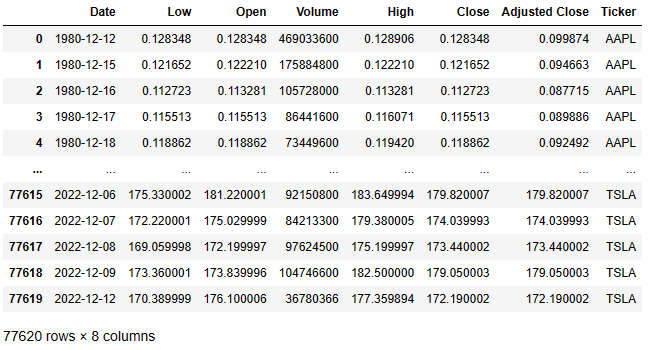 Date Low Open Volume High Close Adjusted Close Ticker
0 1980-12-12 0.128348 0.128348 469033600 0.128906 0.128348 0.099874 AAPL
1 1980-12-15 0.121652 0.122210 175884800 0.122210 0.121652 0.094663 AAPL
2 1980-12-16 0.112723 0.113281 105728000 0.113281 0.112723 0.087715 AAPL
3 1980-12-17 0.115513 0.115513 86441600 0.116071 0.115513 0.089886 AAPL
4 1980-12-18 0.118862 0.118862 73449600 0.119420 0.118862 0.092492 AAPL
... ... ... ... ... ... ... ... ...
77615 2022-12-06 175.330002 181.220001 92150800 183.649994 179.820007 179.820007 TSLA
77616 2022-12-07 172.220001 175.029999 84213300 179.380005 174.039993 174.039993 TSLA
77617 2022-12-08 169.059998 172.199997 97624500 175.199997 173.440002 173.440002 TSLA
77618 2022-12-09 173.360001 173.839996 104746600 182.500000 179.050003 179.050003 TSLA
77619 2022-12-12 170.389999 176.100006 36780366 177.359894 172.190002 172.190002 TSLA
77620 rows × 8 columns